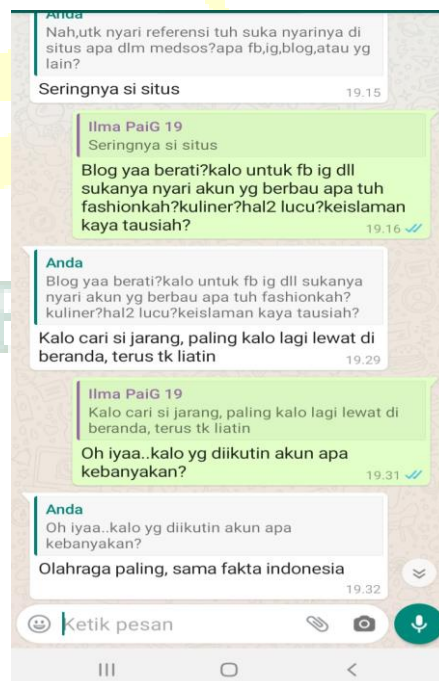 Anda
Nah,utk nyari referensi tuh suka nyarinya di
situs apa dlm medsos?apa fb,ig,blog,atau yg
lain?
Seringnya si situs
19.15
Ilma PaiG 19
Seringnya si situs
Blog yaa berati?kalo untuk fb ig dll
sukanya nyari akun yg berbau apa tuh
fashionkah?kuliner?hal2 lucu?keislaman
kaya tausiah?
19.16
Anda
Blog yaa berati?kalo untuk fb ig dll sukanya
nyari akun yg berbau apa tuh fashionkah?
kuliner?hal2 lucu?keislaman kaya tausiah?
Kalo cari si jarang, paling kalo lagi lewat di
beranda, terus tk liatin
19.29
Ilma PaiG 19
Kalo cari si jarang, paling kalo lagi lewat di
beranda, terus tk liatin
Oh iyaa..kalo yg diikutin akun apa
kebanyakan?
19.31
Anda
Oh iyaa..kalo yg diikutin akun apa
kebanyakan?
Olahraga paling, sama fakta indonesia
19.32
Ketik pesan